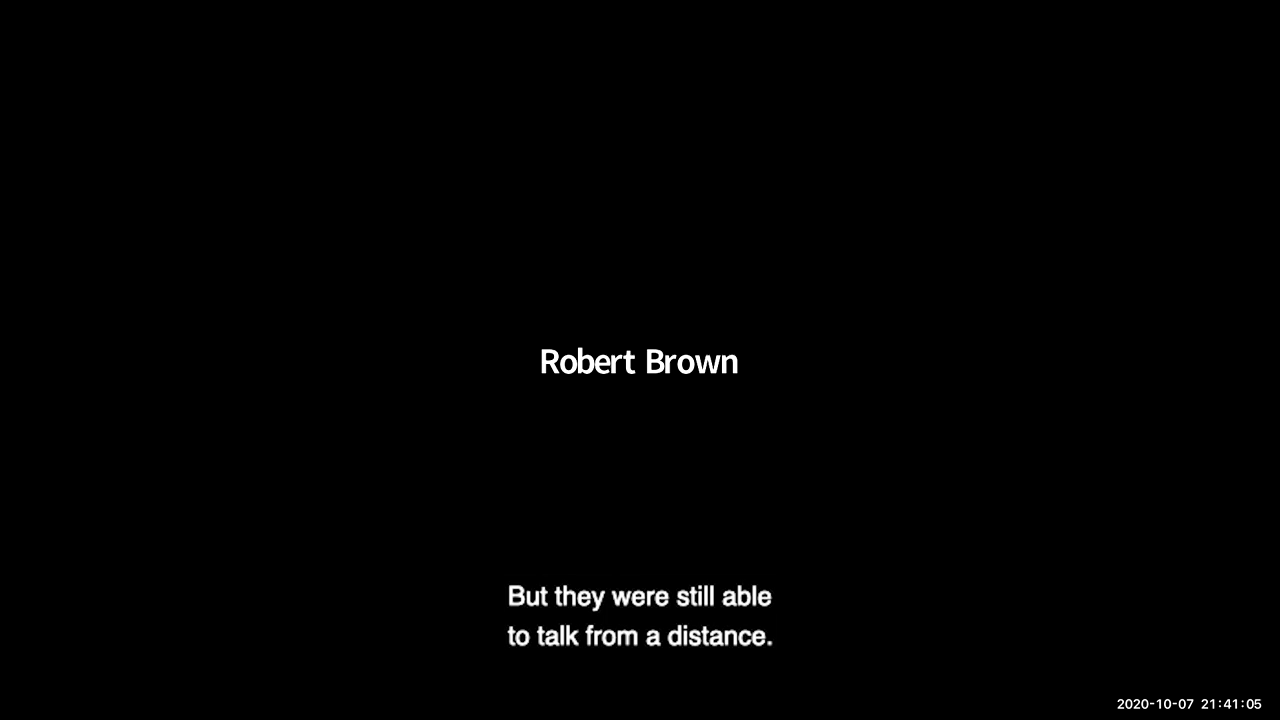 Robert Brown
But they were still able
to talk from a distance.
2020-10-07 21:41:05